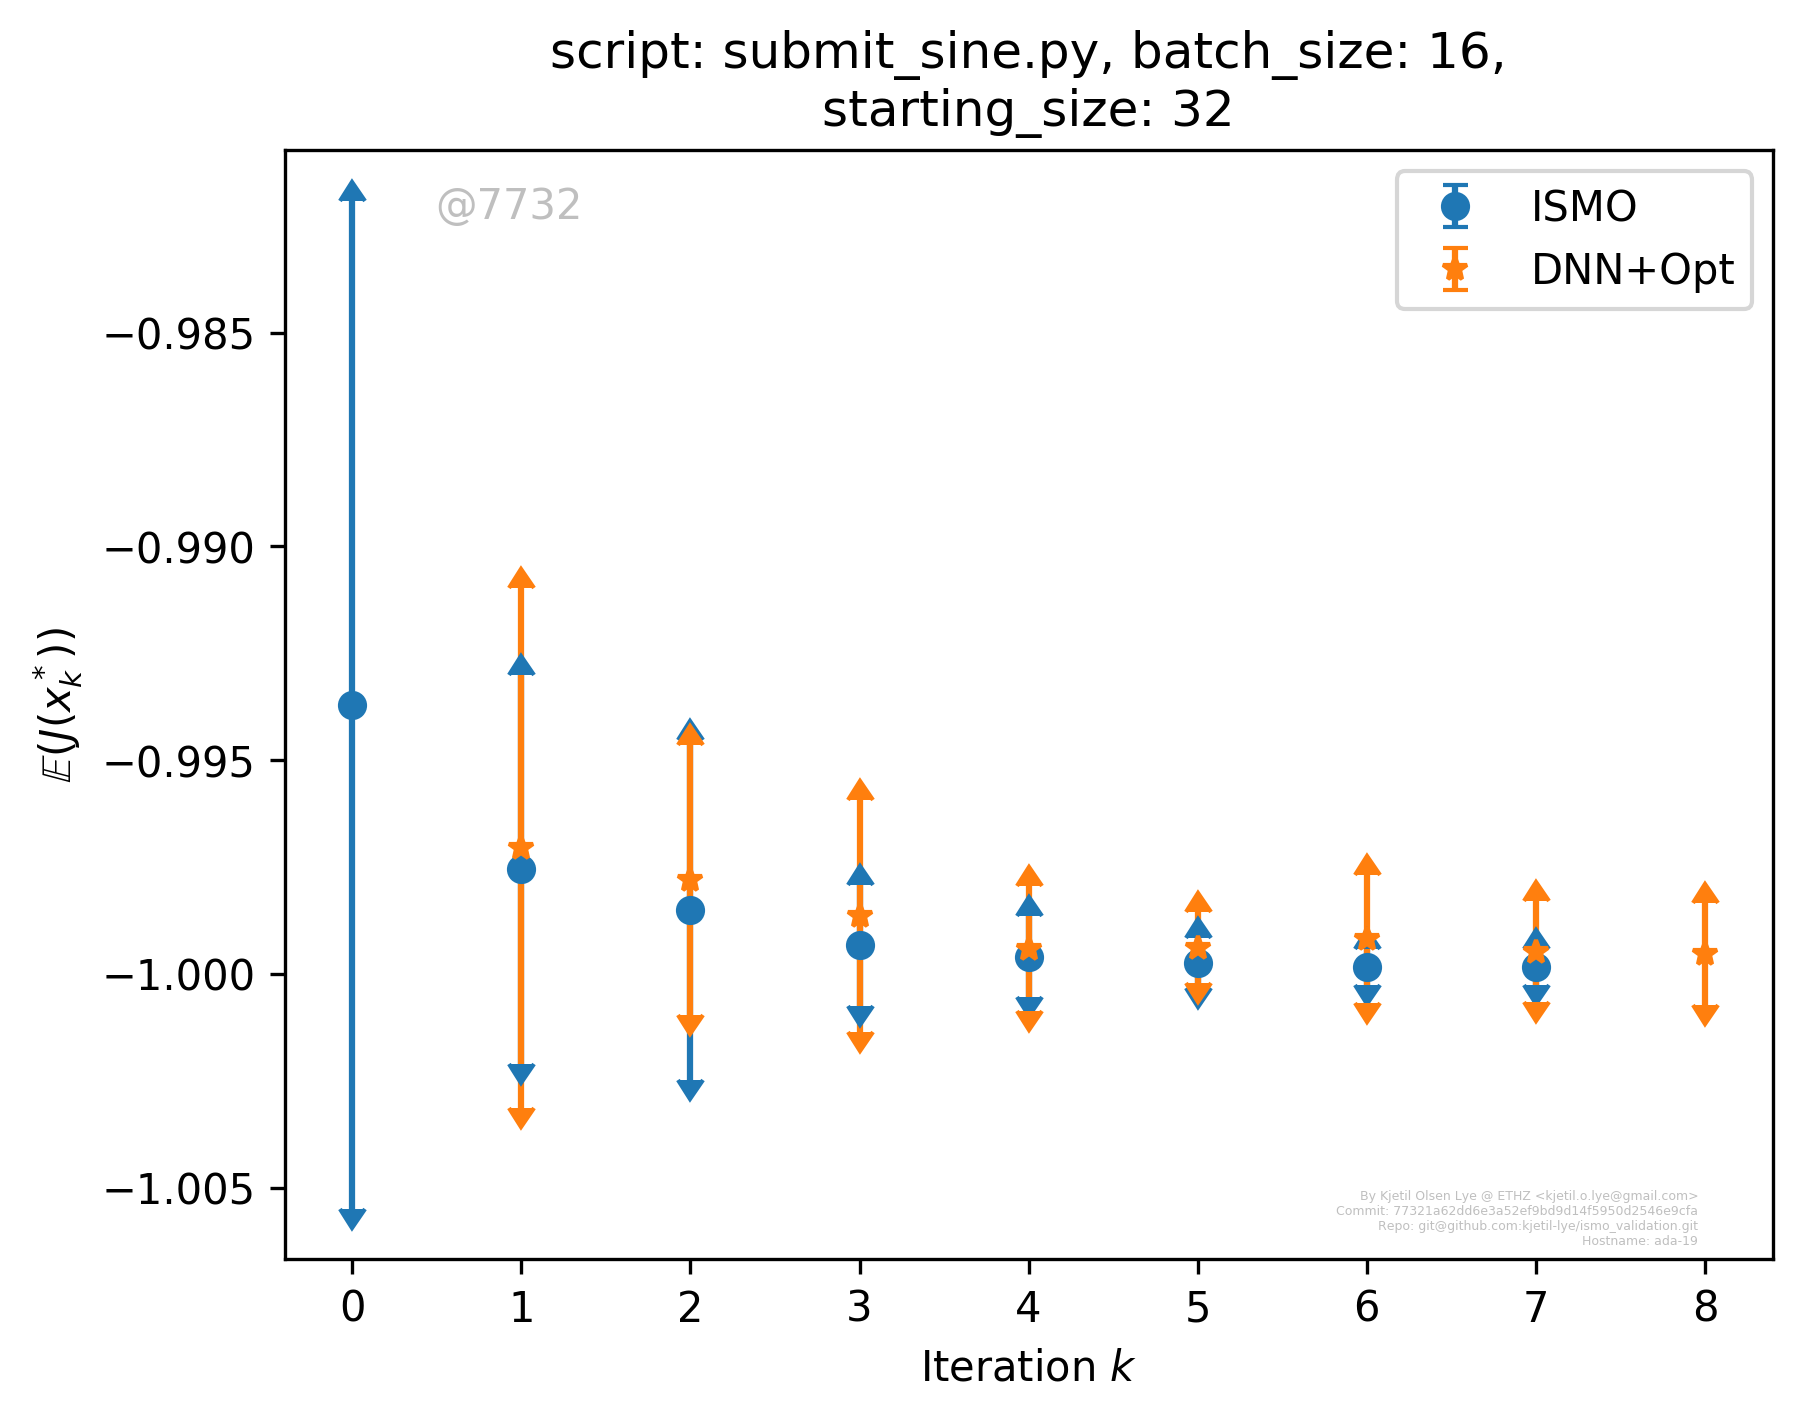 script: submit_sine.py, batch_size: 16,
starting_size: 32
@7732
ISMO
DNN+Opt
−0.985
−0.990
−0.995
−1.000
−1.005
𝔼(J(x_k^*))
By Kjetil Olsen Lye @ ETHZ <kjetil.o.lye@gmail.com>
Commit: 77321a62dd6e3a52ef9bd9d14f5950d2546e9cfa
Repo: git@github.com:kjetil-lye/ismo_validation.git
Hostname: ada-19
0 1 2 3 4 5 6 7 8
Iteration k